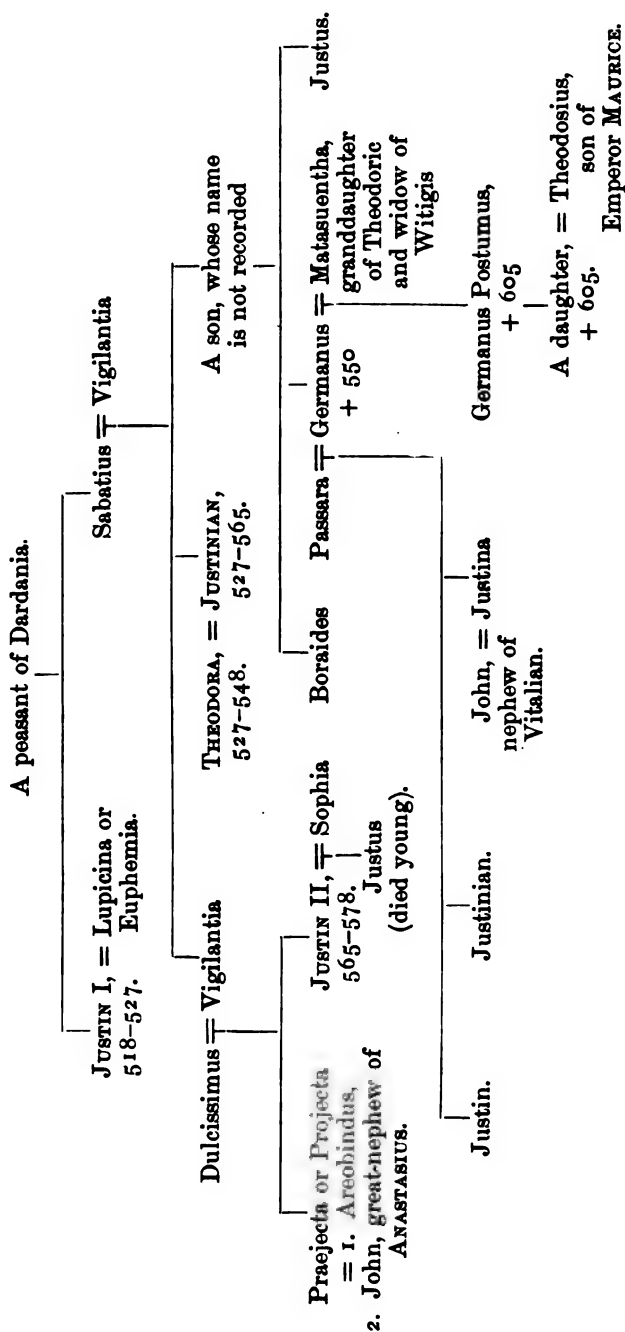 A peasant of Dardania.
JUSTIN I, = Lupicina or
518–527. Euphemia.
Sabatius = Vigilantia
Dulcissimus = Vigilantia
THEODORA, = JUSTINIAN,
527–548. 527–565.
A son, whose name
is not recorded
Praejecta or Projecta
= 1. Areobindus,
2. John, great-nephew of
ANASTASIUS.
JUSTIN II, = Sophia
565–578.
Justus
(died young).
Boraides
Passara = Germanus = Matasuentha,
+ 550 granddaughter
of Theodoric
and widow of
Witigis
Justus.
Justin.
Justinian.
John, = Justina
nephew of
Vitalian.
Germanus Postumus,
+ 605
A daughter, = Theodosius,
+ 605. son of
Emperor MAURICE.